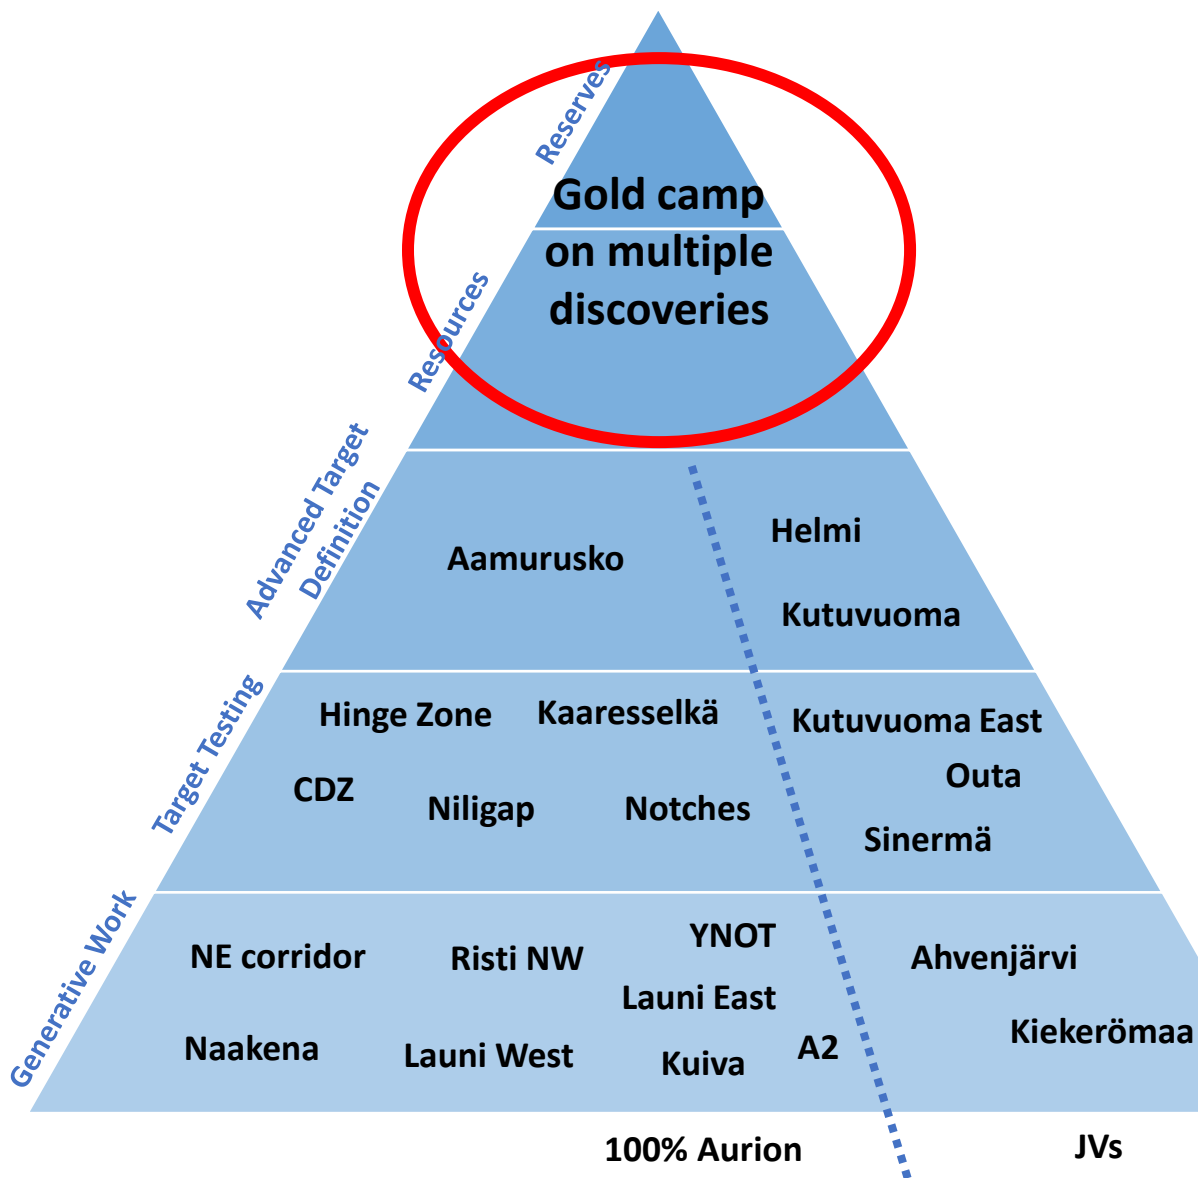 Reserves
Gold camp
on multiple
discoveries
Resources
Advanced Target
Definition
Aamurusko
Helmi
Kutuvuoma
Target Testing
Hinge Zone
Kaaresselkä
Kutuvuoma East
CDZ
Niligap
Notches
Outa
Sinermä
Generative Work
NE corridor
Risti NW
YNOT
Ahvenjärvi
Launi East
Naakena
Launi West
Kuiva
A2
Kiekerömaa
100% Aurion
JVs